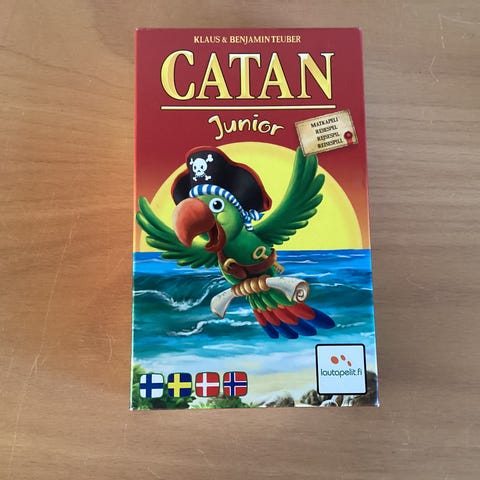 KLAUS & BENJAMIN TEUBER
CATAN
Junior
MATKAPELI
RESESPEL
REJSESPIL
REISESPILL
lautapelit.fi